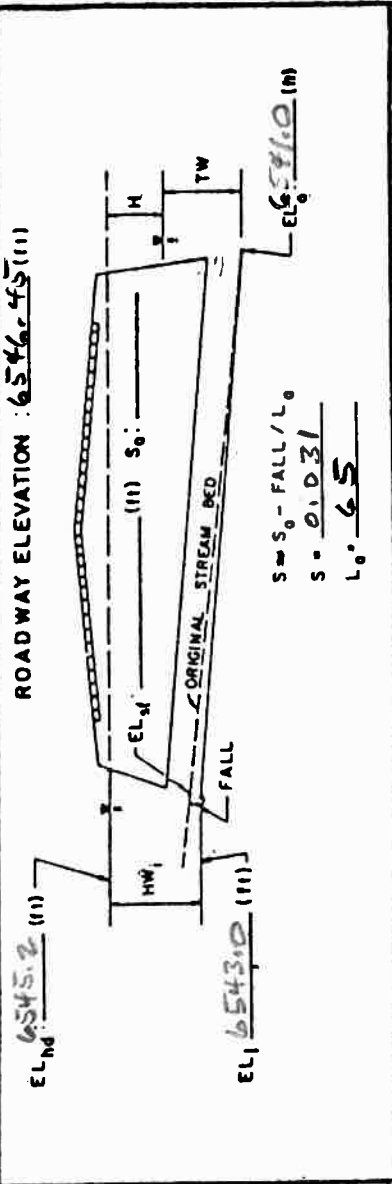 ROADWAY ELEVATION : 6546.45 (ft)
EL_hd: 6545.2 (ft)
HW_i
EL_i 6543.0 (ft)
EL_sf (ft) S_o:
H
TW
FALL
ORIGINAL STREAM BED
EL_o 6541.0 (ft)
S ≈ S_o - FALL / L_o
S = 0.031
L_o = 65